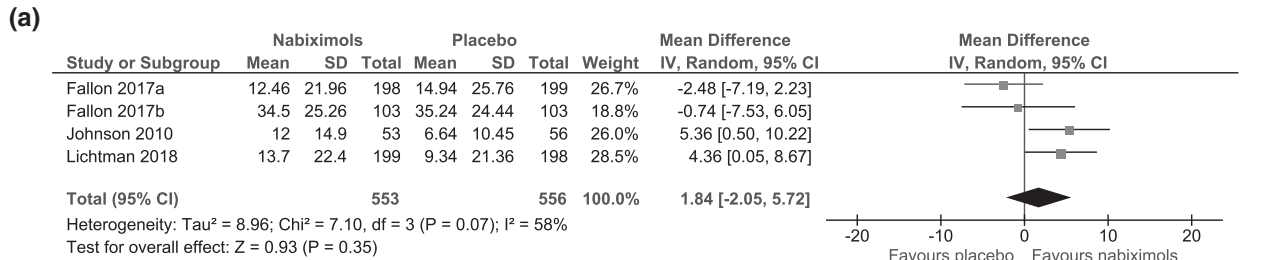 (a)
Nabiximols Placebo Mean Difference Mean Difference
Study or Subgroup Mean SD Total Mean SD Total Weight IV, Random, 95% CI IV, Random, 95% CI
Fallon 2017a 12.46 21.96 198 14.94 25.76 199 26.7% -2.48 [-7.19, 2.23]
Fallon 2017b 34.5 25.26 103 35.24 24.44 103 18.8% -0.74 [-7.53, 6.05]
Johnson 2010 12 14.9 53 6.64 10.45 56 26.0% 5.36 [0.50, 10.22]
Lichtman 2018 13.7 22.4 199 9.34 21.36 198 28.5% 4.36 [0.05, 8.67]
Total (95% CI) 553 556 100.0% 1.84 [-2.05, 5.72]
Heterogeneity: Tau² = 8.96; Chi² = 7.10, df = 3 (P = 0.07); I² = 58%
Test for overall effect: Z = 0.93 (P = 0.35)
-20 -10 0 10 20
Favours placebo Favours nabiximols